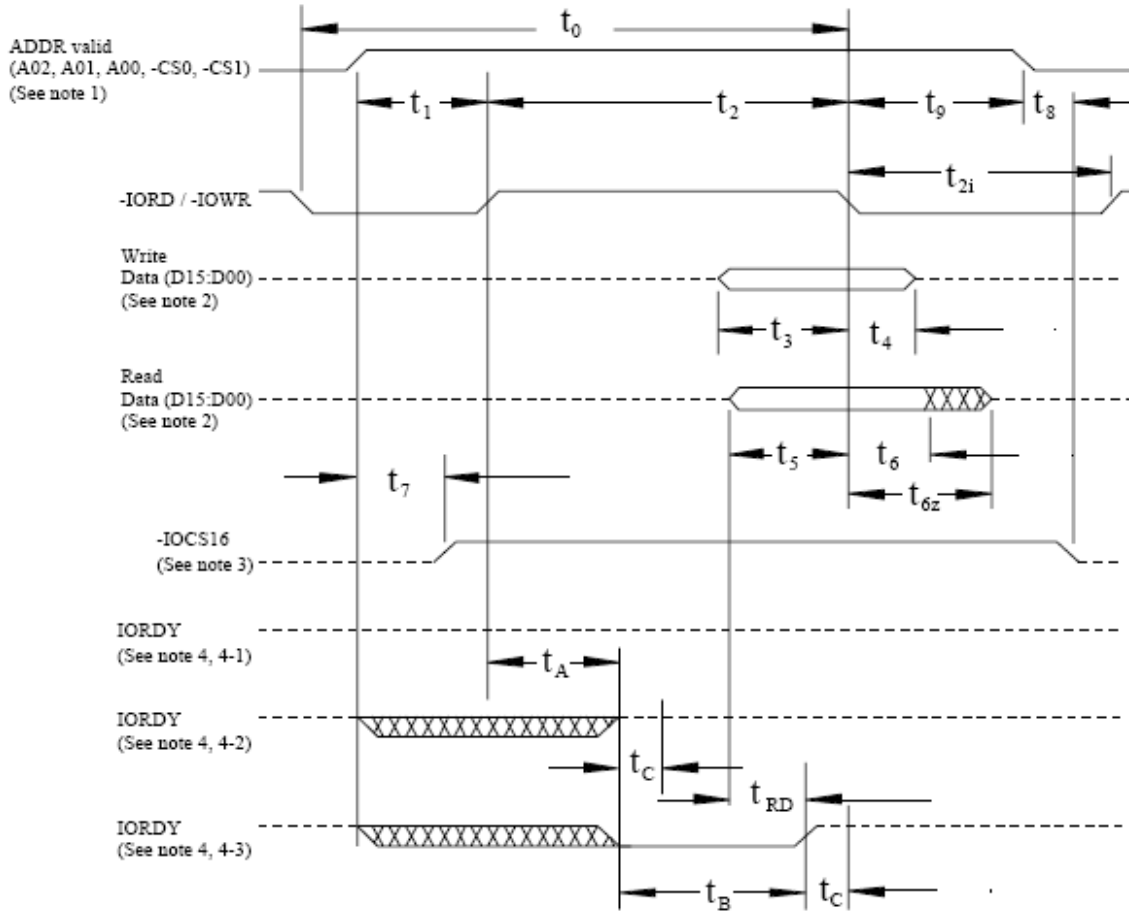 t0
ADDR valid
(A02, A01, A00, -CS0, -CS1)
(See note 1)
t1
t2
t9
t8
t2i
-IORD / -IOWR
Write
Data (D15:D00)
(See note 2)
t3
t4
Read
Data (D15:D00)
(See note 2)
t5
t6
t7
t6z
-IOCS16
(See note 3)
IORDY
(See note 4, 4-1)
tA
IORDY
(See note 4, 4-2)
tC
tRD
IORDY
(See note 4, 4-3)
tB
tC